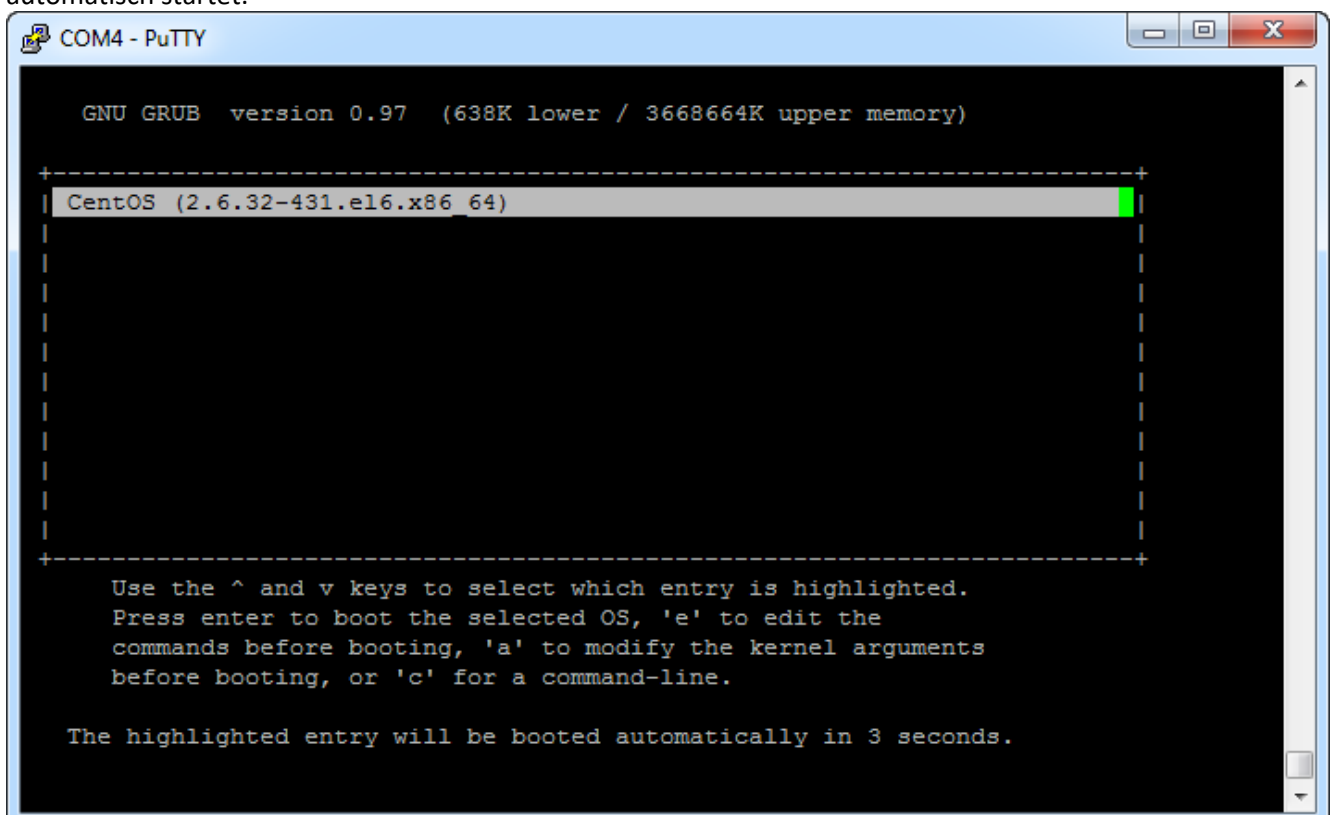 automatisch startet.
COM4 - PuTTY
GNU GRUB version 0.97 (638K lower / 3668664K upper memory)
CentOS (2.6.32-431.el6.x86_64)
Use the ^ and v keys to select which entry is highlighted.
Press enter to boot the selected OS, 'e' to edit the
commands before booting, 'a' to modify the kernel arguments
before booting, or 'c' for a command-line.
The highlighted entry will be booted automatically in 3 seconds.